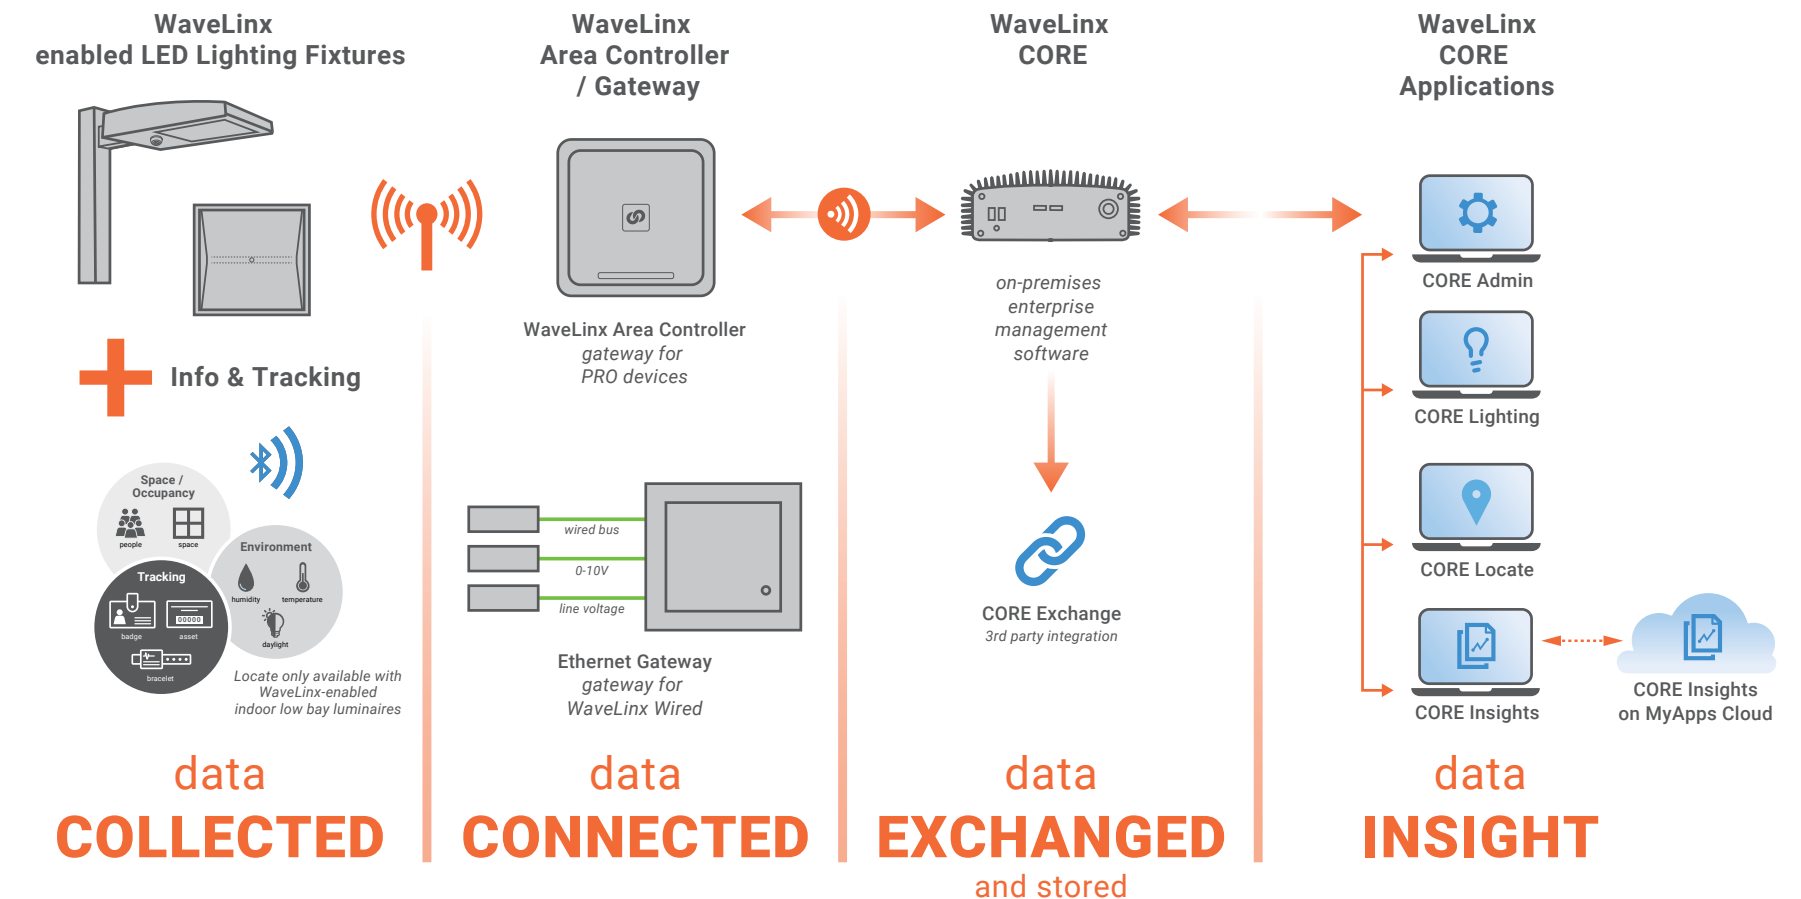 WaveLinx
enabled LED Lighting Fixtures
Info & Tracking
Space /
Occupancy
people
space
Environment
humidity
temperature
daylight
Tracking
badge
00000
asset
bracelet
Locate only available with
WaveLinx-enabled
indoor low bay luminaires
data
COLLECTED
WaveLinx
Area Controller
/ Gateway
WaveLinx Area Controller
gateway for
PRO devices
wired bus
0-10V
line voltage
Ethernet Gateway
gateway for
WaveLinx Wired
data
CONNECTED
WaveLinx
CORE
on-premises
enterprise
management
software
CORE Exchange
3rd party integration
data
EXCHANGED
and stored
WaveLinx
CORE
Applications
CORE Admin
CORE Lighting
CORE Locate
CORE Insights
CORE Insights
on MyApps Cloud
data
INSIGHT